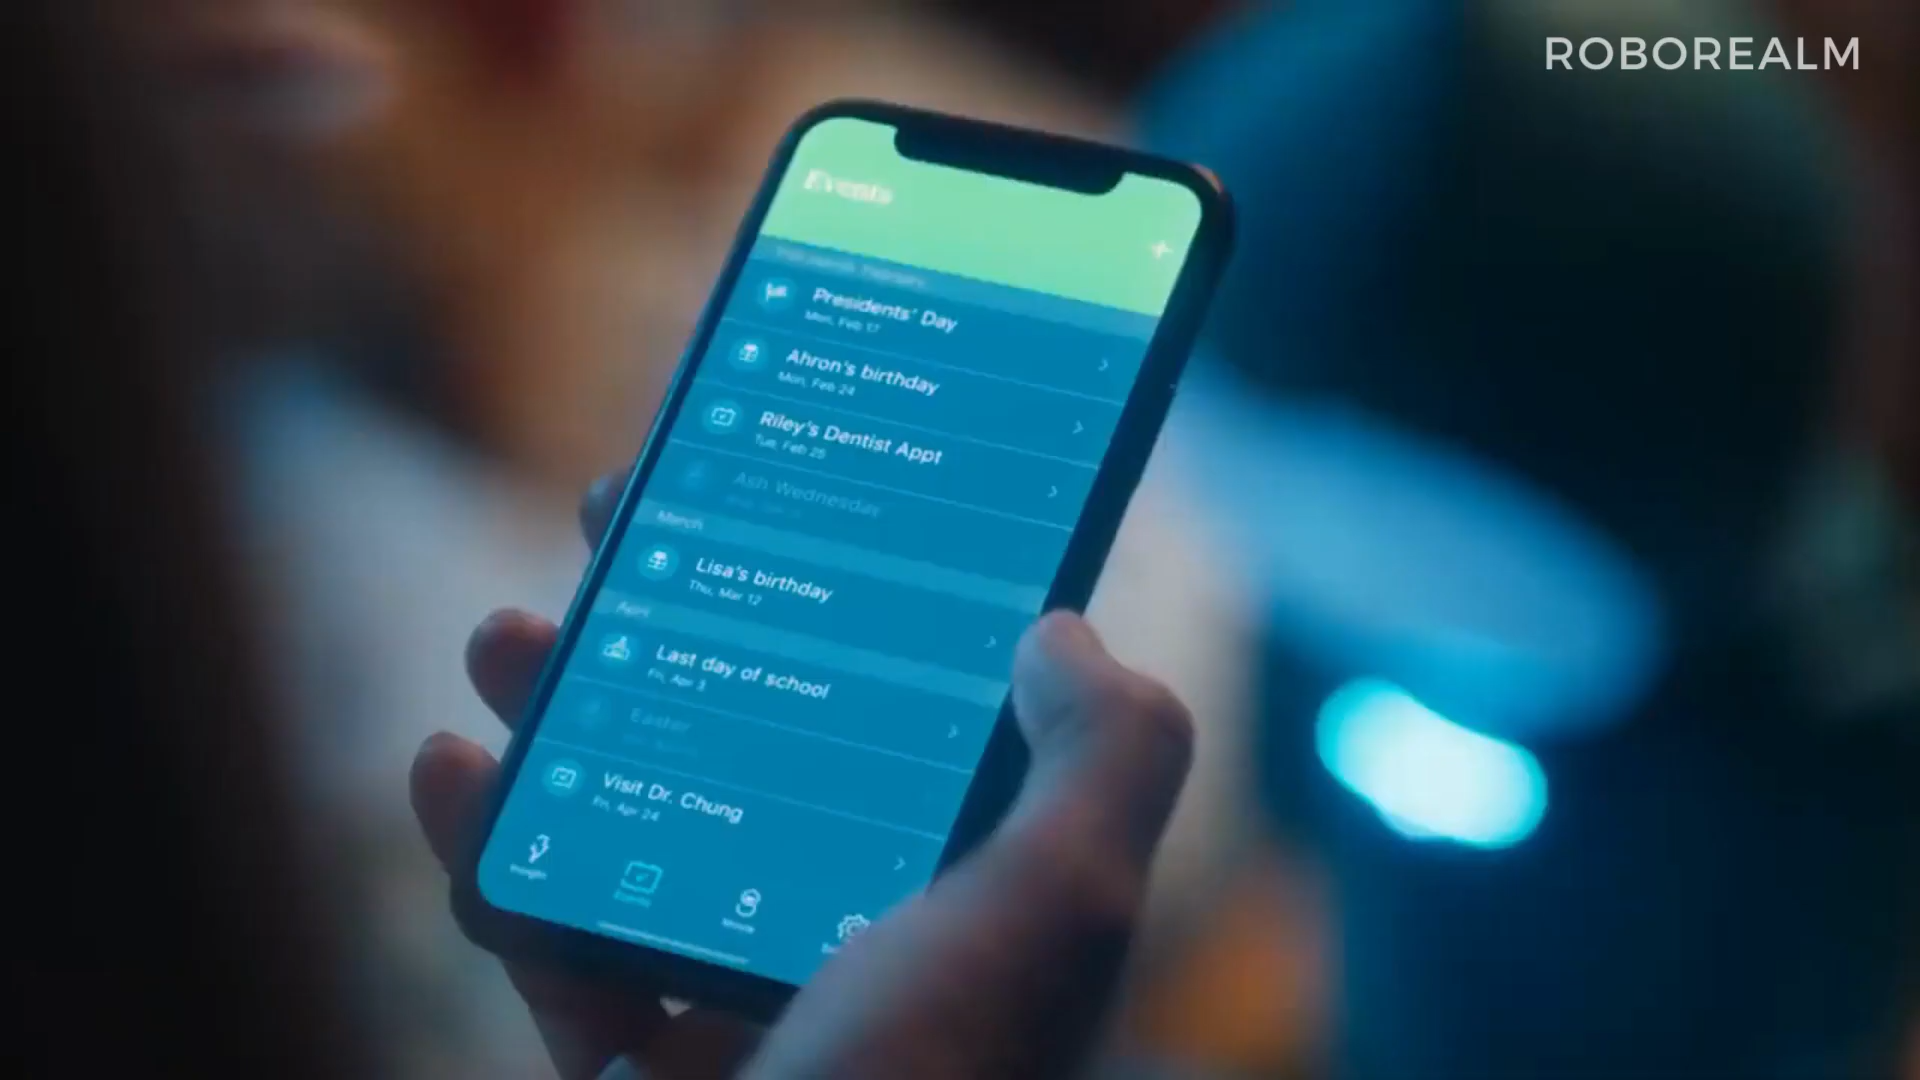 ROBOREALM
Events
+
Presidents' Day
Mon, Feb 17
Ahron's birthday
Mon, Feb 24
Riley's Dentist Appt
Tue, Feb 25
Ash Wednesday
March
Lisa's birthday
Thu, Mar 12
April
Last day of school
Fri, Apr 3
Easter
Visit Dr. Chung
Fri, Apr 24
Events